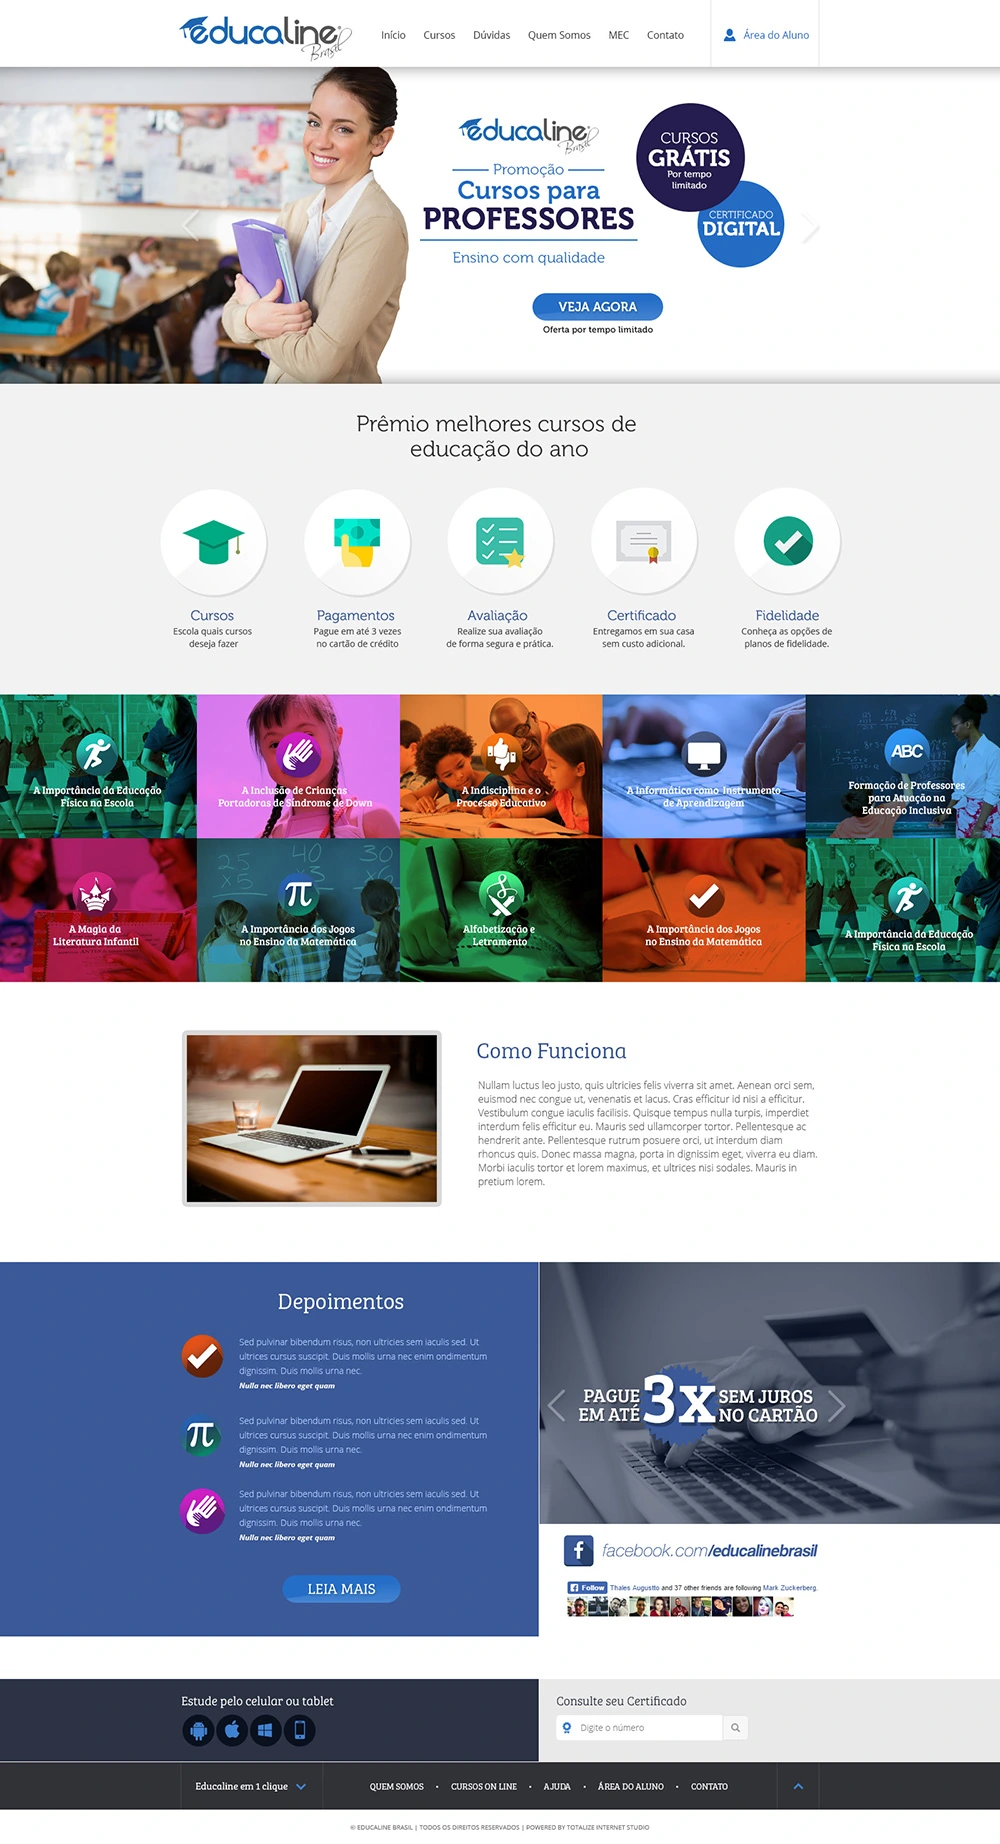 educaline
Brasil
Início
Cursos
Dúvidas
Quem Somos
MEC
Contato
Área do Aluno
educaline
Brasil
Promoção
Cursos para
PROFESSORES
Ensino com qualidade
CURSOS
GRÁTIS
Por tempo
limitado
CERTIFICADO
DIGITAL
VEJA AGORA
Oferta por tempo limitado
Prêmio melhores cursos de
educação do ano
Cursos
Escola quais cursos
deseja fazer
Pagamentos
Pague em até 3 vezes
no cartão de crédito
Avaliação
Realize sua avaliação
de forma segura e prática.
Certificado
Entregamos em sua casa
sem custo adicional.
Fidelidade
Conheça as opções de
planos de fidelidade.
A Importância da Educação
Física na Escola
A Inclusão de Crianças
Portadoras de Síndrome de Down
A Indisciplina e o
Processo Educativo
A Informática como Instrumento
de Aprendizagem
ABC
Formação de Professores
para Atuação na
Educação Inclusiva
A Magia da
Literatura Infantil
25
x5
40
3
30
x6
π
A Importância dos Jogos
no Ensino da Matemática
Alfabetização e
Letramento
A Importância dos Jogos
no Ensino da Matemática
A Importância da Educação
Física na Escola
Como Funciona
Nullam luctus leo justo, quis ultricies felis viverra sit amet. Aenean orci sem,
euismod nec congue ut, venenatis et lacus. Cras efficitur id nisi a efficitur.
Vestibulum congue iaculis facilisis. Quisque tempus nulla turpis, imperdiet
interdum felis efficitur eu. Mauris sed ullamcorper tortor. Pellentesque ac
hendrerit ante. Pellentesque rutrum posuere orci, ut interdum diam
rhoncus quis. Donec massa magna, porta in dignissim eget, viverra eu diam.
Morbi iaculis tortor et lorem maximus, et ultrices nisi sodales. Mauris in
pretium lorem.
Depoimentos
Sed pulvinar bibendum risus, non ultricies sem iaculis sed. Ut
ultrices cursus suscipit. Duis mollis urna nec enim ondimentum
dignissim. Duis mollis urna nec.
Nulla nec libero eget quam
π
Sed pulvinar bibendum risus, non ultricies sem iaculis sed. Ut
ultrices cursus suscipit. Duis mollis urna nec enim ondimentum
dignissim. Duis mollis urna nec.
Nulla nec libero eget quam
Sed pulvinar bibendum risus, non ultricies sem iaculis sed. Ut
ultrices cursus suscipit. Duis mollis urna nec enim ondimentum
dignissim. Duis mollis urna nec.
Nulla nec libero eget quam
LEIA MAIS
PAGUE
EM ATÉ
3x
SEM JUROS
NO CARTÃO
f
facebook.com/educalinebrasil
Follow
Thales Augustto and 37 other friends are following Mark Zuckerberg.
Estude pelo celular ou tablet
Consulte seu Certificado
Digite o número
Educaline em 1 clique
QUEM SOMOS • CURSOS ON LINE • AJUDA • ÁREA DO ALUNO • CONTATO
© EDUCALINE BRASIL | TODOS OS DIREITOS RESERVADOS | POWERED BY TOTALIZE INTERNET STUDIO